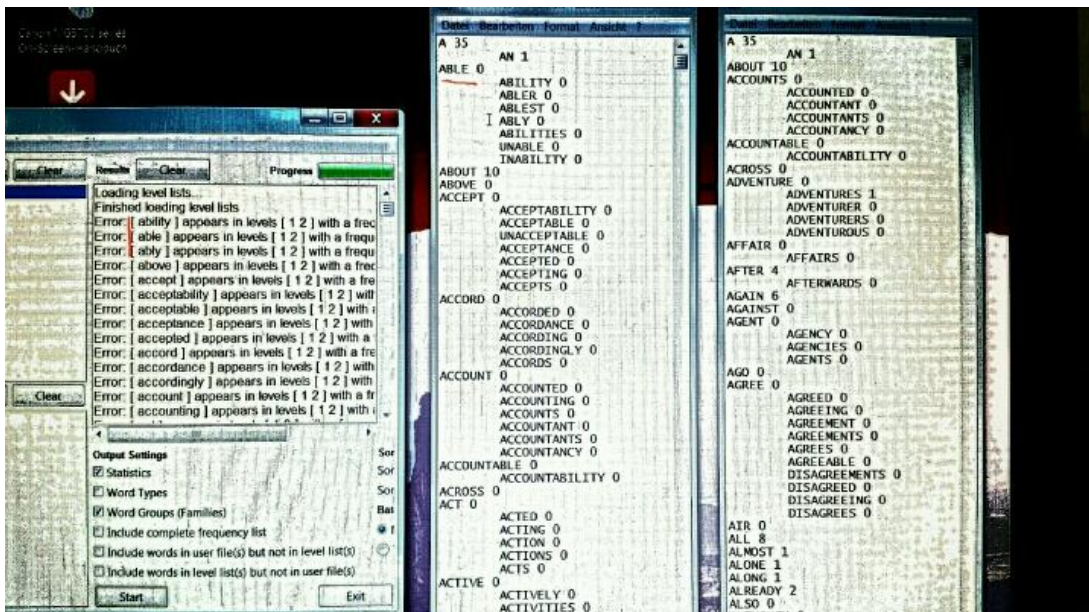 On-Screen-Handbuch
Clear
Results
Clear
Progress
Loading level lists...
Finished loading level lists
Error: [ ability ] appears in levels [ 1 2 ] with a freq
Error: [ able ] appears in levels [ 1 2 ] with a frequ
Error: [ ably ] appears in levels [ 1 2 ] with a frequ
Error: [ above ] appears in levels [ 1 2 ] with a freq
Error: [ accept ] appears in levels [ 1 2 ] with a fre
Error: [ acceptability ] appears in levels [ 1 2 ] with
Error: [ acceptable ] appears in levels [ 1 2 ] with
Error: [ acceptance ] appears in levels [ 1 2 ] with
Error: [ accepted ] appears in levels [ 1 2 ] with a
Error: [ accord ] appears in levels [ 1 2 ] with a fre
Error: [ accordance ] appears in levels [ 1 2 ] with
Error: [ accordingly ] appears in levels [ 1 2 ] with
Error: [ account ] appears in levels [ 1 2 ] with a fr
Error: [ accounting ] appears in levels [ 1 2 ] with
Clear
Output Settings
Statistics
Word Types
Word Groups (Families)
Include complete frequency list
Include words in user file(s) but not in level list(s)
Include words in level list(s) but not in user file(s)
Sor
Sor
Sor
Bat
Start
Exit
Datei Bearbeiten Format Ansicht ?
A 35
AN 1
ABLE 0
ABILITY 0
ABLER 0
ABLEST 0
ABLY 0
ABILITIES 0
UNABLE 0
INABILITY 0
ABOUT 10
ABOVE 0
ACCEPT 0
ACCEPTABILITY 0
ACCEPTABLE 0
UNACCEPTABLE 0
ACCEPTANCE 0
ACCEPTED 0
ACCEPTING 0
ACCEPTS 0
ACCORD 0
ACCORDED 0
ACCORDANCE 0
ACCORDING 0
ACCORDINGLY 0
ACCORDS 0
ACCOUNT 0
ACCOUNTED 0
ACCOUNTING 0
ACCOUNTS 0
ACCOUNTANT 0
ACCOUNTANTS 0
ACCOUNTANCY 0
ACCOUNTABLE 0
ACCOUNTABILITY 0
ACROSS 0
ACT 0
ACTED 0
ACTING 0
ACTION 0
ACTIONS 0
ACTS 0
ACTIVE 0
ACTIVELY 0
ACTIVITIES 0
Datei Bearbeiten Format
A 35
AN 1
ABOUT 10
ACCOUNTS 0
ACCOUNTED 0
ACCOUNTANT 0
ACCOUNTANTS 0
ACCOUNTANCY 0
ACCOUNTABLE 0
ACCOUNTABILITY 0
ACROSS 0
ADVENTURE 0
ADVENTURES 1
ADVENTURER 0
ADVENTURERS 0
ADVENTUROUS 0
AFFAIR 0
AFFAIRS 0
AFTER 4
AFTERWARDS 0
AGAIN 6
AGAINST 0
AGENT 0
AGENCY 0
AGENCIES 0
AGENTS 0
AGO 0
AGREE 0
AGREED 0
AGREEING 0
AGREEMENT 0
AGREEMENTS 0
AGREES 0
AGREEABLE 0
DISAGREEMENTS 0
DISAGREED 0
DISAGREEING 0
DISAGREES 0
AIR 0
ALL 8
ALMOST 1
ALONE 1
ALONG 1
ALREADY 2
ALSO 0